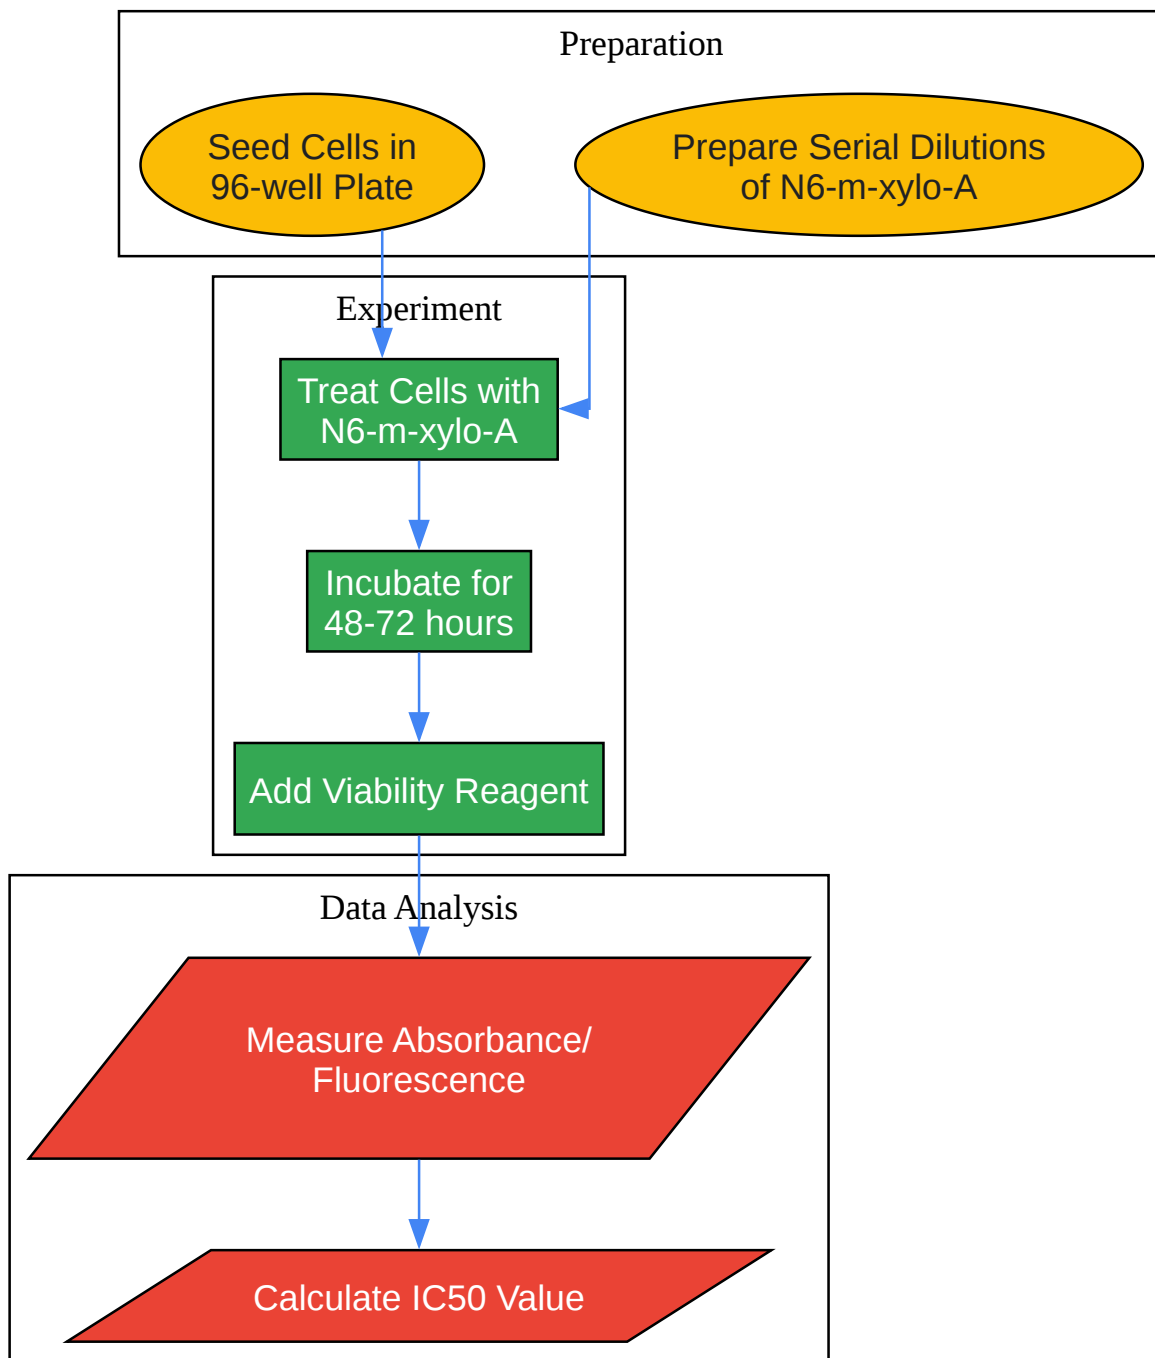 Preparation
Seed Cells in
96-well Plate
Prepare Serial Dilutions
of N6-m-xylo-A
Experiment
Treat Cells with
N6-m-xylo-A
Incubate for
48-72 hours
Add Viability Reagent
Data Analysis
Measure Absorbance/
Fluorescence
Calculate IC50 Value